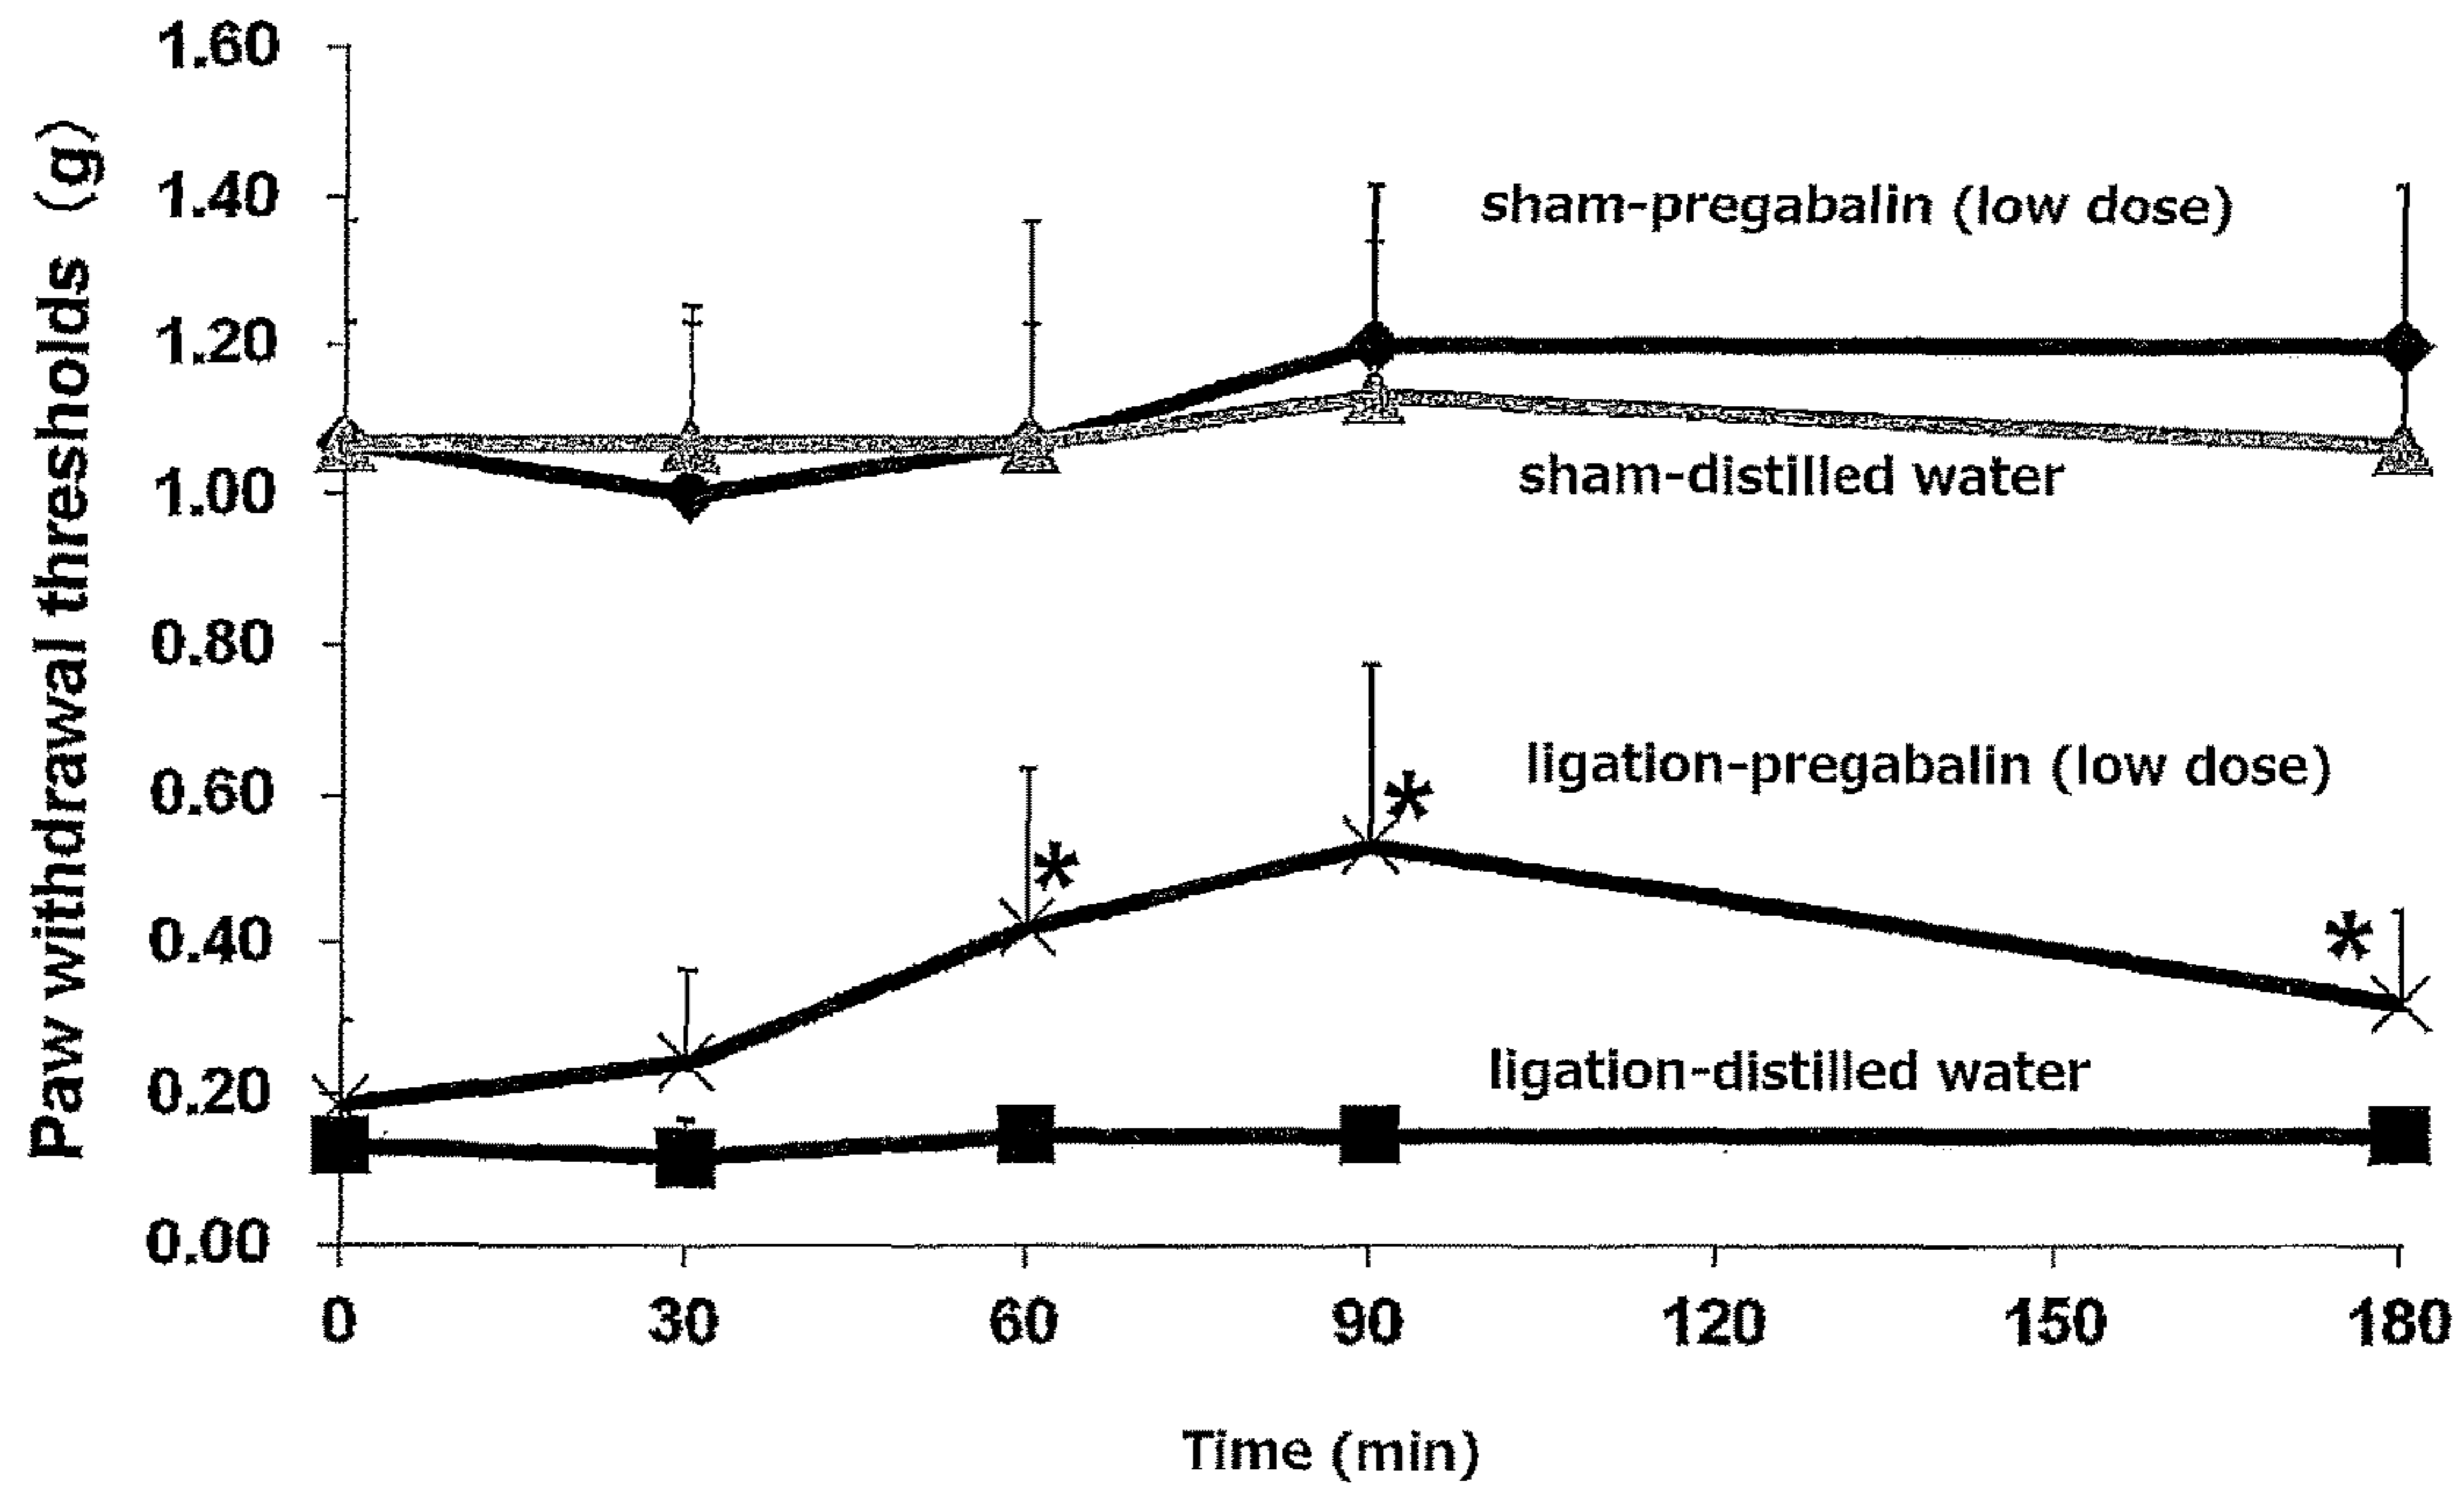 Paw withdrawal thresholds (g)
1.60
1.40
1.20
1.00
0.80
0.60
0.40
0.20
0.00
sham-pregabalin (low dose)
sham-distilled water
ligation-pregabalin (low dose)
ligation-distilled water
*
*
*
0 30 60 90 120 150 180
Time (min)